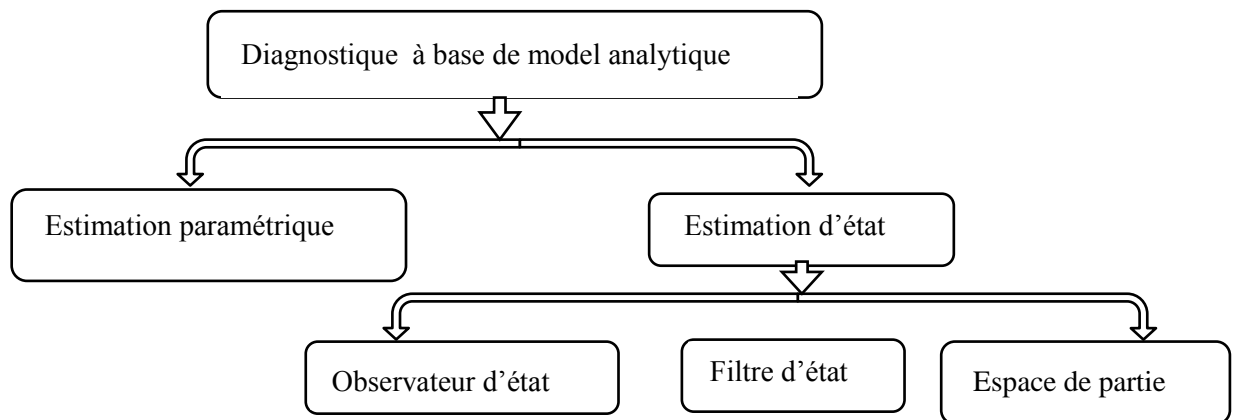 Diagnostique à base de model analytique
Estimation paramétrique
Estimation d’état
Observateur d’état
Filtre d’état
Espace de partie